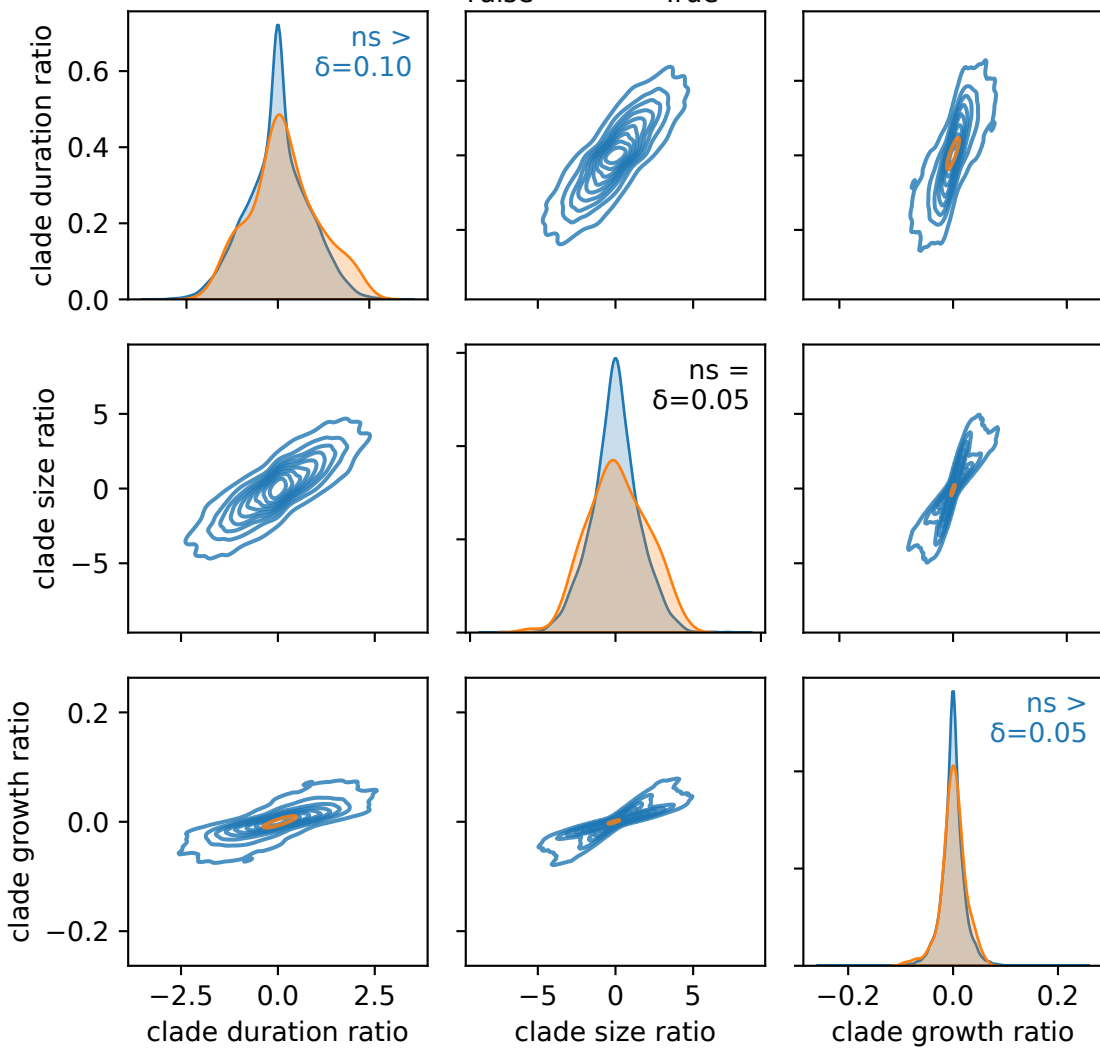 clade duration ratio
0.6
0.4
0.2
0.0
ns >
δ=0.10
clade size ratio
5
0
−5
ns =
δ=0.05
clade growth ratio
0.2
0.0
−0.2
ns >
δ=0.05
−2.5 0.0 2.5
−5 0 5
−0.2 0.0 0.2
clade duration ratio
clade size ratio
clade growth ratio